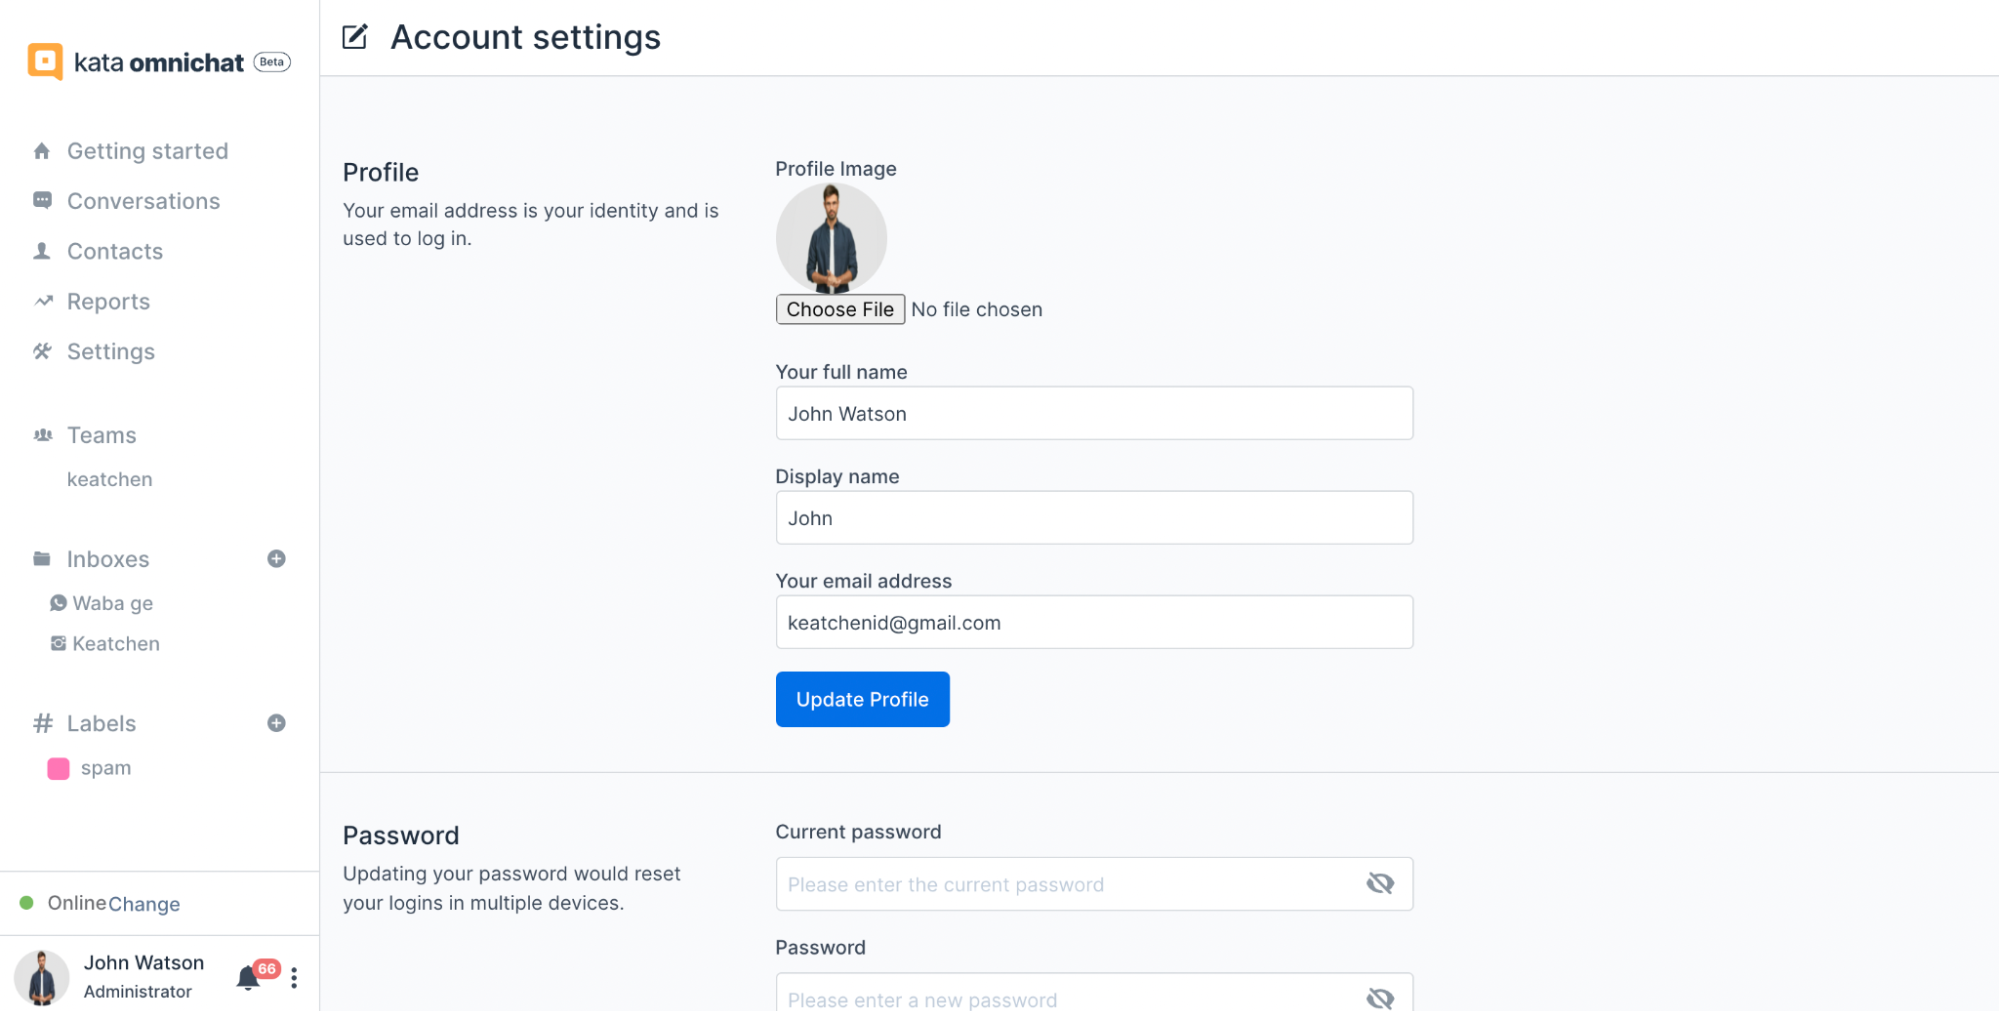 kata omnichat Beta
Getting started
Conversations
Contacts
Reports
Settings
Teams
keatchen
Inboxes
Waba ge
Keatchen
Labels
spam
Online Change
John Watson
Administrator
66
Account settings
Profile
Your email address is your identity and is
used to log in.
Profile Image
Choose File No file chosen
Your full name
John Watson
Display name
John
Your email address
keatchenid@gmail.com
Update Profile
Password
Updating your password would reset
your logins in multiple devices.
Current password
Please enter the current password
Password
Please enter a new password